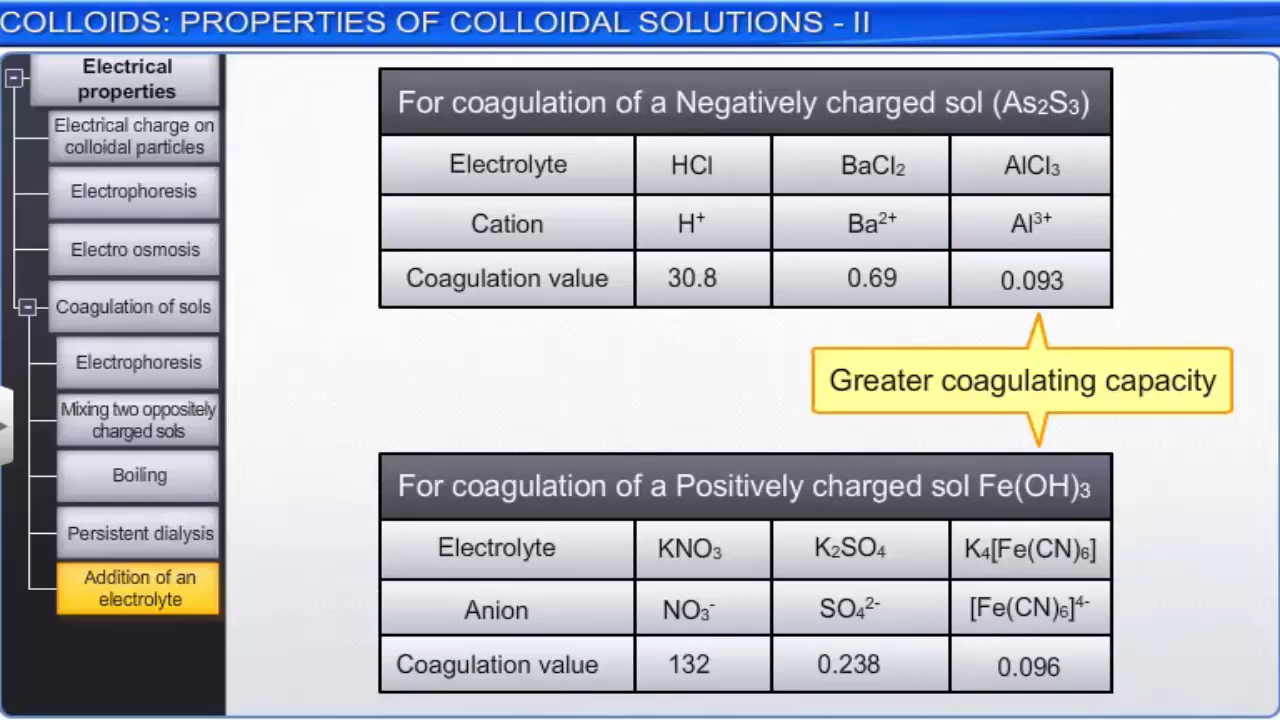 COLLOIDS: PROPERTIES OF COLLOIDAL SOLUTIONS - II
Electrical
properties
Electrical charge on
colloidal particles
Electrophoresis
Electro osmosis
Coagulation of sols
Electrophoresis
Mixing two oppositely
charged sols
Boiling
Persistent dialysis
Addition of an
electrolyte
For coagulation of a Negatively charged sol (As₂S₃)
Electrolyte HCl BaCl₂ AlCl₃
Cation H⁺ Ba²⁺ Al³⁺
Coagulation value 30.8 0.69 0.093
Greater coagulating capacity
For coagulation of a Positively charged sol Fe(OH)₃
Electrolyte KNO₃ K₂SO₄ K₄[Fe(CN)₆]
Anion NO₃⁻ SO₄²⁻ [Fe(CN)₆]⁴⁻
Coagulation value 132 0.238 0.096